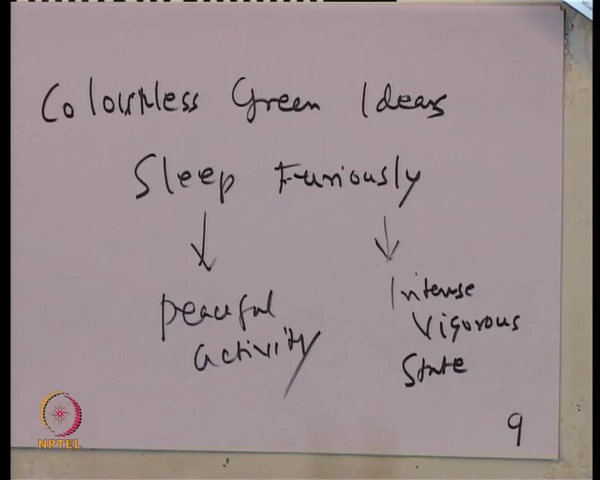 Colourless Green Ideas
Sleep Furiously
Peaceful
activity
Intense
Vigorous
State
9
NPTEL